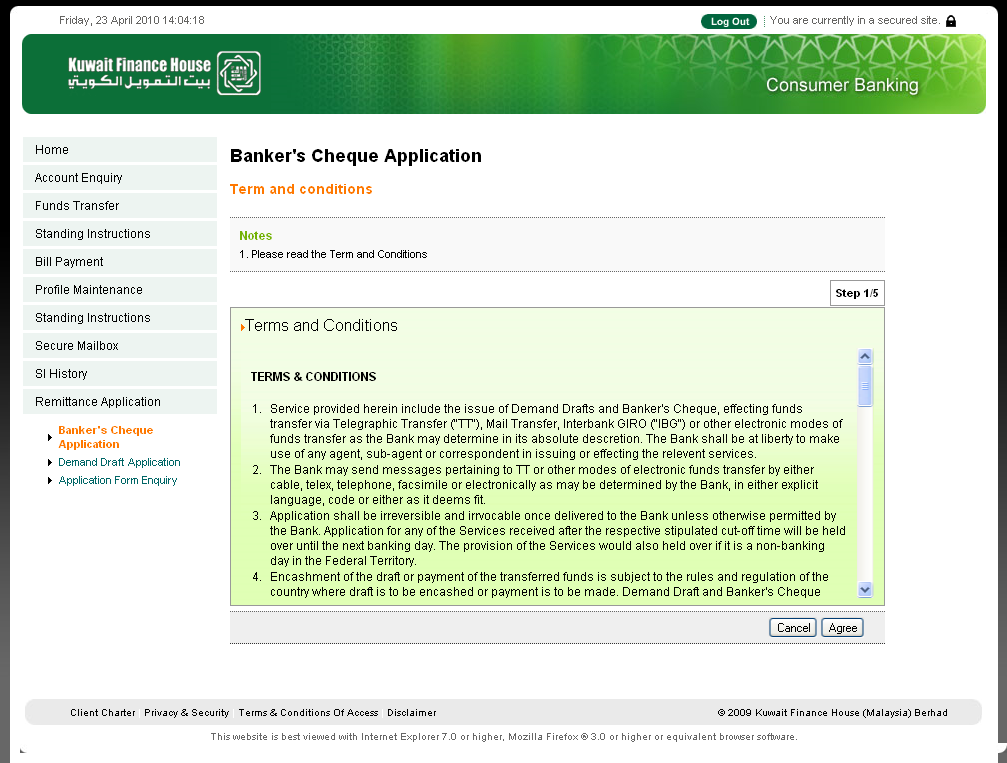 Friday, 23 April 2010 14:04:18
Log Out
You are currently in a secured site.
Kuwait Finance House
بيت التمويل الكويتي
Consumer Banking
Home
Account Enquiry
Funds Transfer
Standing Instructions
Bill Payment
Profile Maintenance
Standing Instructions
Secure Mailbox
SI History
Remittance Application
Banker's Cheque
Application
Demand Draft Application
Application Form Enquiry
Banker's Cheque Application
Term and conditions
Notes
1. Please read the Term and Conditions
Step 1/5
Terms and Conditions
TERMS & CONDITIONS
1. Service provided herein include the issue of Demand Drafts and Banker's Cheque, effecting funds
transfer via Telegraphic Transfer ("TT"), Mail Transfer, Interbank GIRO ("IBG") or other electronic modes of
funds transfer as the Bank may determine in its absolute descretion. The Bank shall be at liberty to make
use of any agent, sub-agent or correspondent in issuing or effecting the relevent services.
2. The Bank may send messages pertaining to TT or other modes of electronic funds transfer by either
cable, telex, telephone, facsimile or electronically as may be determined by the Bank, in either explicit
language, code or either as it deems fit.
3. Application shall be irreversible and irrvocable once delivered to the Bank unless otherwise permitted by
the Bank. Application for any of the Services received after the respective stipulated cut-off time will be held
over until the next banking day. The provision of the Services would also held over if it is a non-banking
day in the Federal Territory.
4. Encashment of the draft or payment of the transferred funds is subject to the rules and regulation of the
country where draft is to be encashed or payment is to be made. Demand Draft and Banker's Cheque
Cancel Agree
Client Charter Privacy & Security Terms & Conditions Of Access Disclaimer
© 2009 Kuwait Finance House (Malaysia) Berhad
This website is best viewed with Internet Explorer 7.0 or higher, Mozilla Firefox ® 3.0 or higher or equivalent browser software.